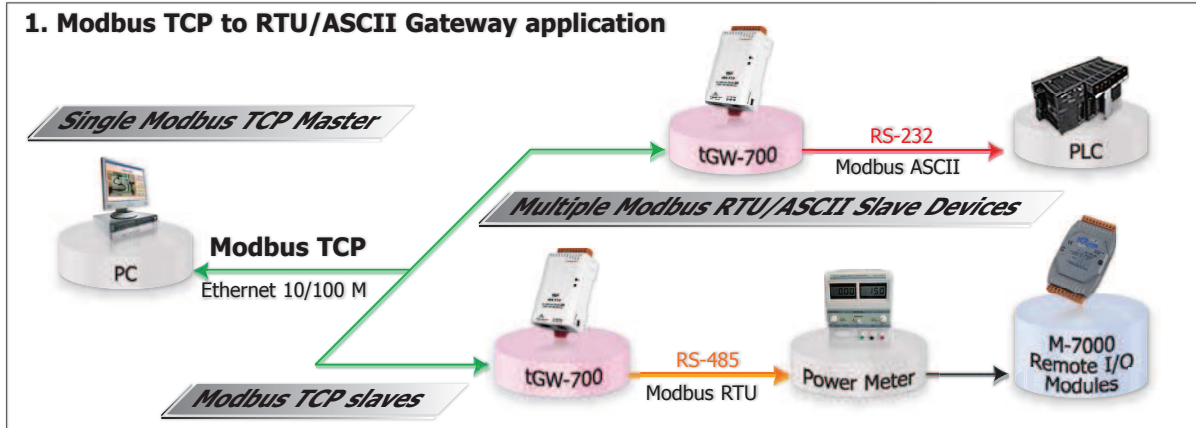 1. Modbus TCP to RTU/ASCII Gateway application
Single Modbus TCP Master
tGW-700
RS-232
Modbus ASCII
PLC
Multiple Modbus RTU/ASCII Slave Devices
PC
Modbus TCP
Ethernet 10/100 M
tGW-700
RS-485
Modbus RTU
Power Meter
M-7000
Remote I/O
Modules
Modbus TCP slaves